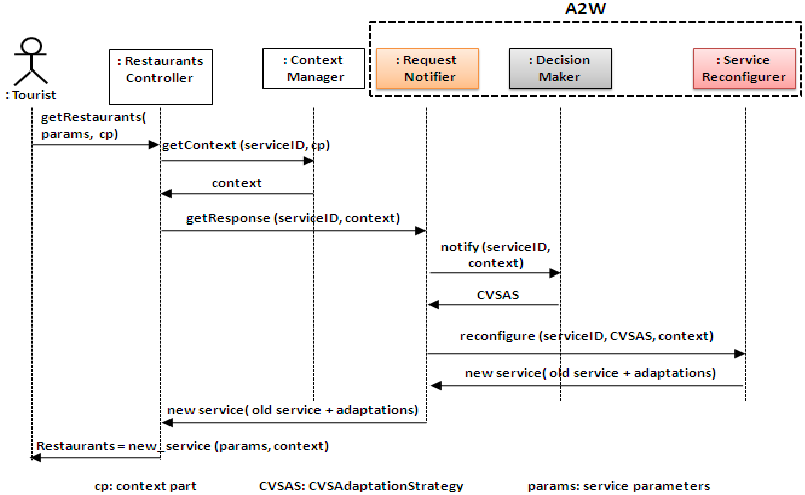 A2W
: Tourist
: Restaurants
Controller
: Context
Manager
: Request
Notifier
: Decision
Maker
: Service
Reconfigurer
getRestaurants(
params, cp)
getContext (serviceID, cp)
context
getResponse (serviceID, context)
notify (serviceID,
context)
CVSAS
reconfigure (serviceID, CVSAS, context)
new service( old service + adaptations)
new service( old service + adaptations)
Restaurants = new_service (params, context)
cp: context part
CVSAS: CVSAdaptationStrategy
params: service parameters